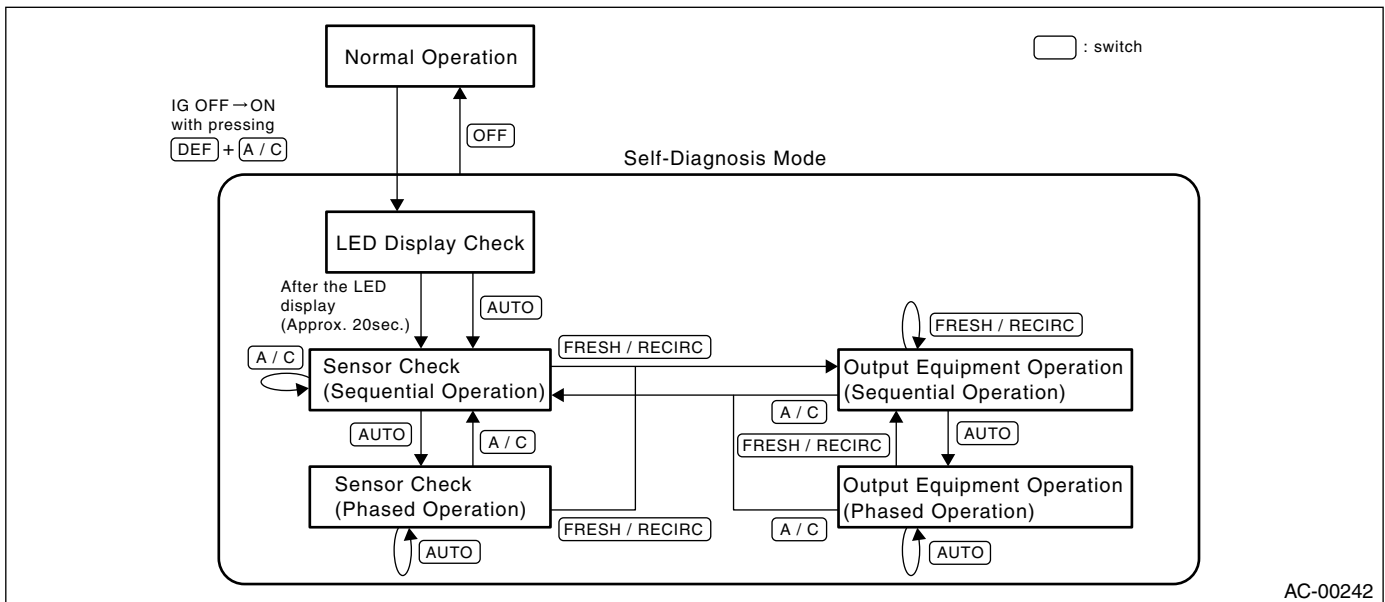 Normal Operation
: switch
IG OFF→ON
with pressing
DEF + A / C
OFF
Self-Diagnosis Mode
LED Display Check
After the LED
display
(Approx. 20sec.)
AUTO
A / C
Sensor Check
(Sequential Operation)
FRESH / RECIRC
FRESH / RECIRC
Output Equipment Operation
(Sequential Operation)
A / C
AUTO
A / C
FRESH / RECIRC
AUTO
Sensor Check
(Phased Operation)
FRESH / RECIRC
AUTO
Output Equipment Operation
(Phased Operation)
A / C
AUTO
AC-00242